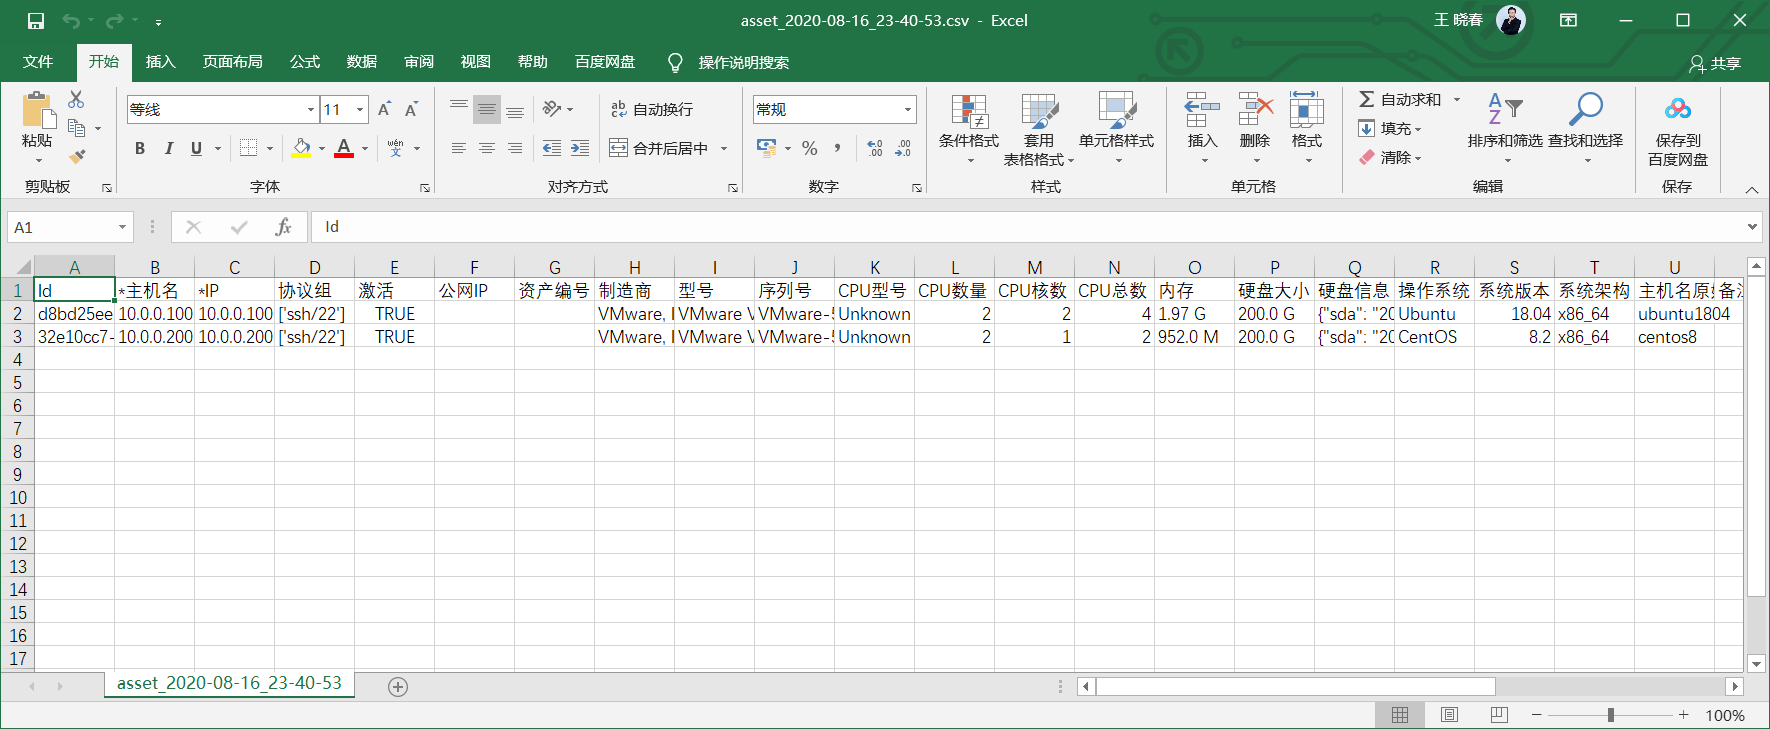 asset_2020-08-16_23-40-53.csv - Excel
王 晓春
文件 开始 插入 页面布局 公式 数据 审阅 视图 帮助 百度网盘 操作说明搜索 共享
粘贴
剪贴板
等线 11
B I U A wén 文
字体
ab 自动换行
合并后居中
对齐方式
常规
% ,
数字
条件格式 套用 表格格式 单元格样式
样式
插入 删除 格式
单元格
自动求和
填充
清除
排序和筛选 查找和选择
编辑
保存到 百度网盘
保存
A1 fx Id
A B C D E F G H I J K L M N O P Q R S T U
1 Id *主机名 *IP 协议组 激活 公网IP 资产编号 制造商 型号 序列号 CPU型号 CPU数量 CPU核数 CPU总数 内存 硬盘大小 硬盘信息 操作系统 系统版本 系统架构 主机名原
2 d8bd25ee 10.0.0.100 10.0.0.100 ['ssh/22'] TRUE VMware, VMware VMware- Unknown 2 2 4 1.97 G 200.0 G {"sda": "20 Ubuntu 18.04 x86_64 ubuntu1804
3 32e10cc7- 10.0.0.200 10.0.0.200 ['ssh/22'] TRUE VMware, VMware VMware- Unknown 2 1 2 952.0 M 200.0 G {"sda": "20 CentOS 8.2 x86_64 centos8
4
5
6
7
8
9
10
11
12
13
14
15
16
17
asset_2020-08-16_23-40-53
100%